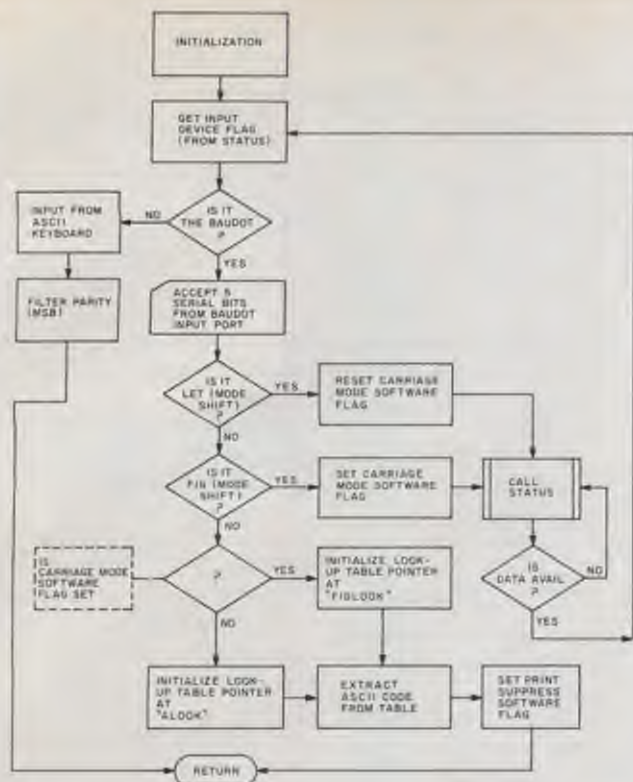 INITIALIZATION
GET INPUT
DEVICE FLAG
(FROM STATUS)
INPUT FROM
ASCII
KEYBOARD
NO
IS IT
THE BAUDOT
?
YES
FILTER PARITY
(MSB)
ACCEPT 5
SERIAL BITS
FROM BAUDOT
INPUT PORT
IS IT
LET (MODE
SHIFT)
?
YES
RESET CARRIAGE
MODE SOFTWARE
FLAG
NO
IS IT
FIG (MODE
SHIFT)
?
YES
SET CARRIAGE
MODE SOFTWARE
FLAG
CALL
STATUS
NO
IS
CARRIAGE MODE
SOFTWARE
FLAG SET
?
YES
INITIALIZE LOOK-
UP TABLE POINTER
AT
"FIGLOOK"
IS
DATA AVAIL
?
NO
YES
NO
INITIALIZE LOOK-
UP TABLE POINTER
AT
"ALOOK"
EXTRACT
ASCII CODE
FROM TABLE
SET PRINT
SUPPRESS
SOFTWARE
FLAG
RETURN